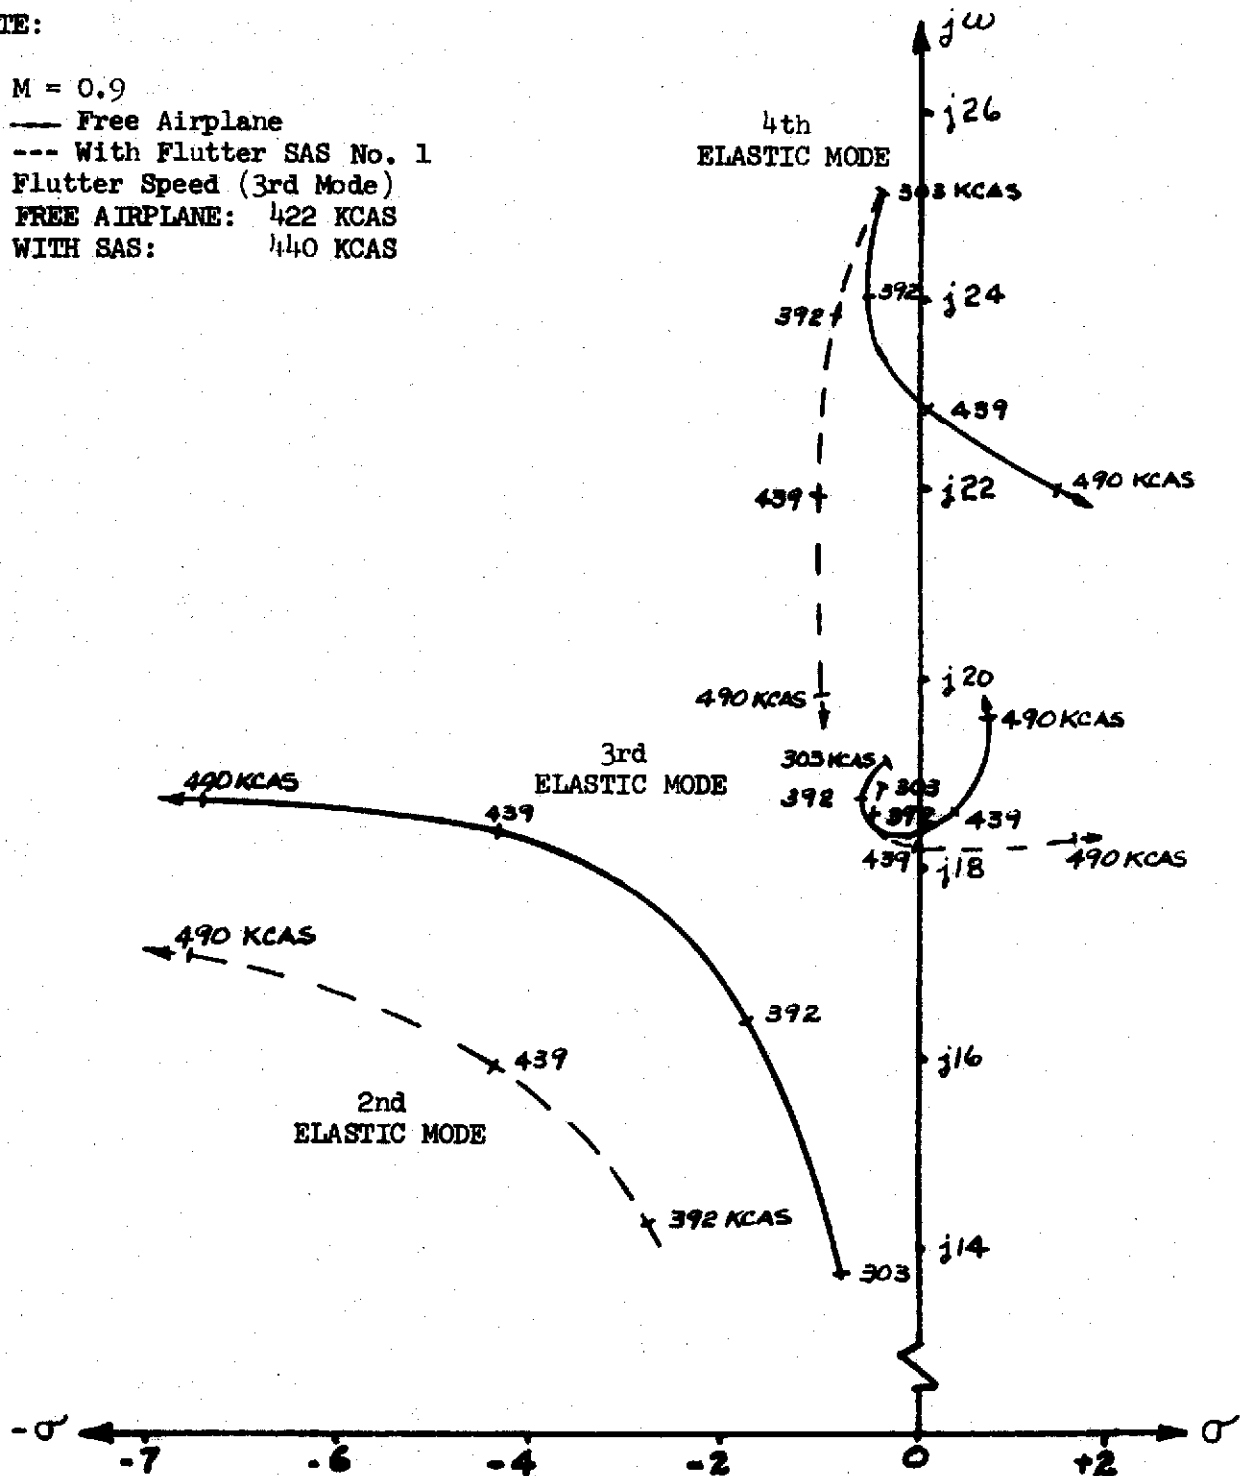 TE:
M = 0.9
— Free Airplane
--- With Flutter SAS No. 1
Flutter Speed (3rd Mode)
FREE AIRPLANE: 422 KCAS
WITH SAS: 440 KCAS
jω
j26
4th
ELASTIC MODE
303 KCAS
392
j24
392
439
490 KCAS
439
j22
j20
490 KCAS
490 KCAS
3rd
ELASTIC MODE
303 KCAS
303
392
392
439
490 KCAS
439
439
j18
490 KCAS
490 KCAS
392
439
j16
2nd
ELASTIC MODE
392 KCAS
j14
303
-σ
σ
-7
-6
-4
-2
0
+2